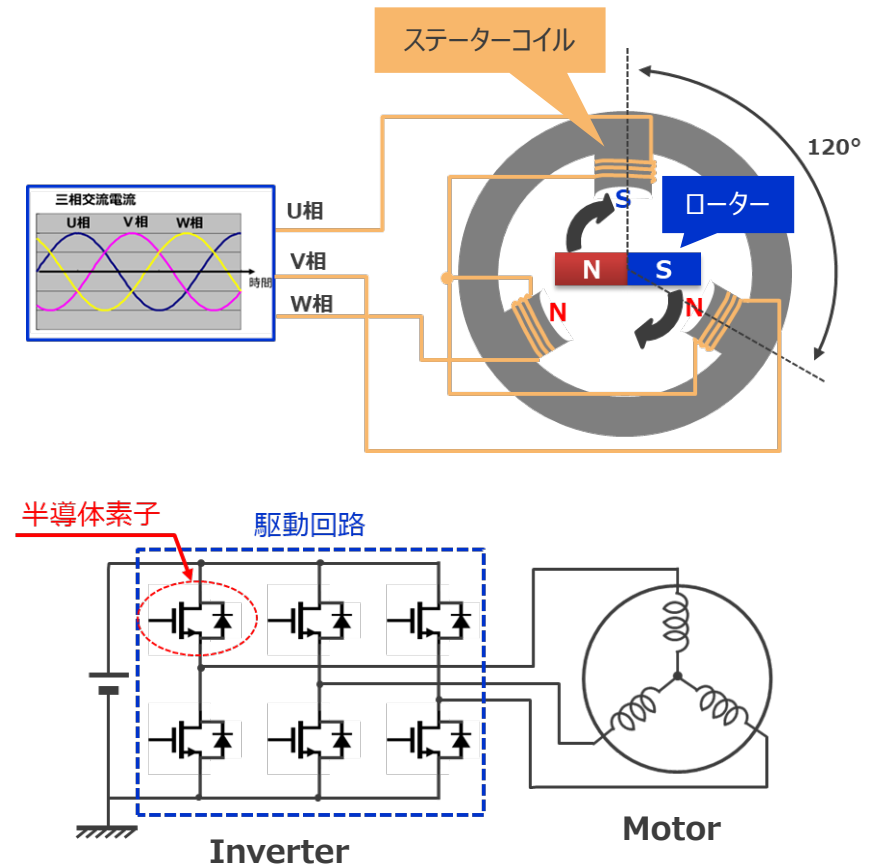 ステーターコイル
120°
三相交流電流
U相 V相 W相
時間
U相
V相
W相
S
ローター
N S
N
N
半導体素子
駆動回路
Inverter
Motor